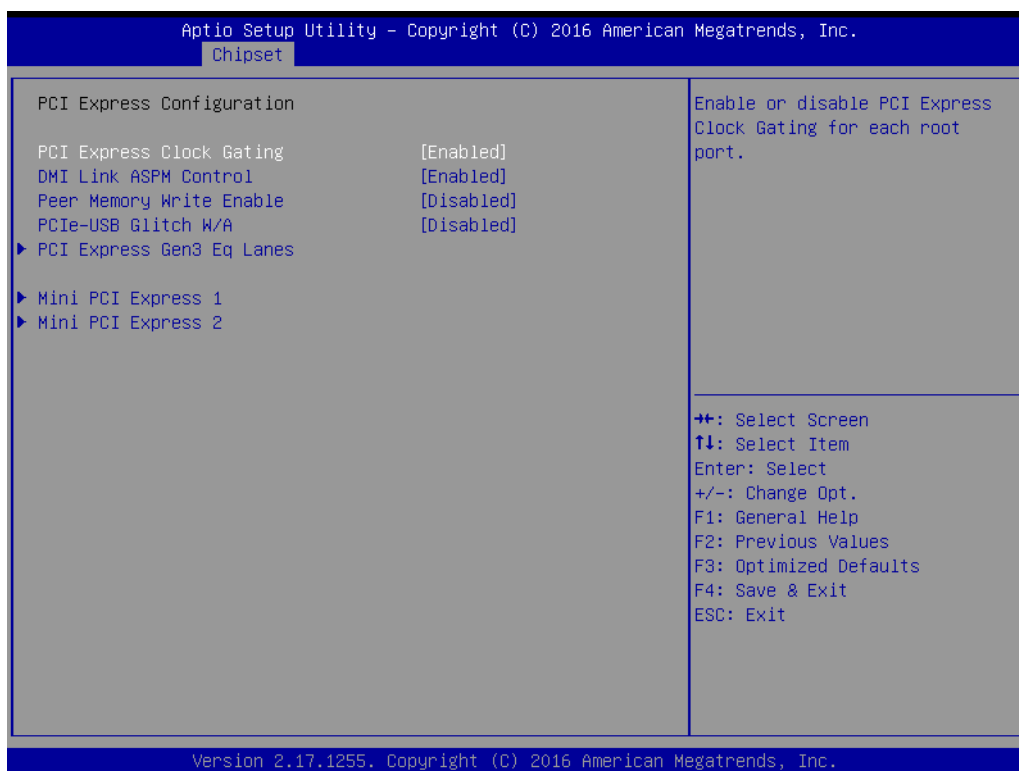 Aptio Setup Utility – Copyright (C) 2016 American Megatrends, Inc.
Chipset
PCI Express Configuration
PCI Express Clock Gating [Enabled]
DMI Link ASPM Control [Enabled]
Peer Memory Write Enable [Disabled]
PCIe-USB Glitch W/A [Disabled]
▶ PCI Express Gen3 Eq Lanes
▶ Mini PCI Express 1
▶ Mini PCI Express 2
Enable or disable PCI Express
Clock Gating for each root
port.
→←: Select Screen
↑↓: Select Item
Enter: Select
+/-: Change Opt.
F1: General Help
F2: Previous Values
F3: Optimized Defaults
F4: Save & Exit
ESC: Exit
Version 2.17.1255. Copyright (C) 2016 American Megatrends, Inc.